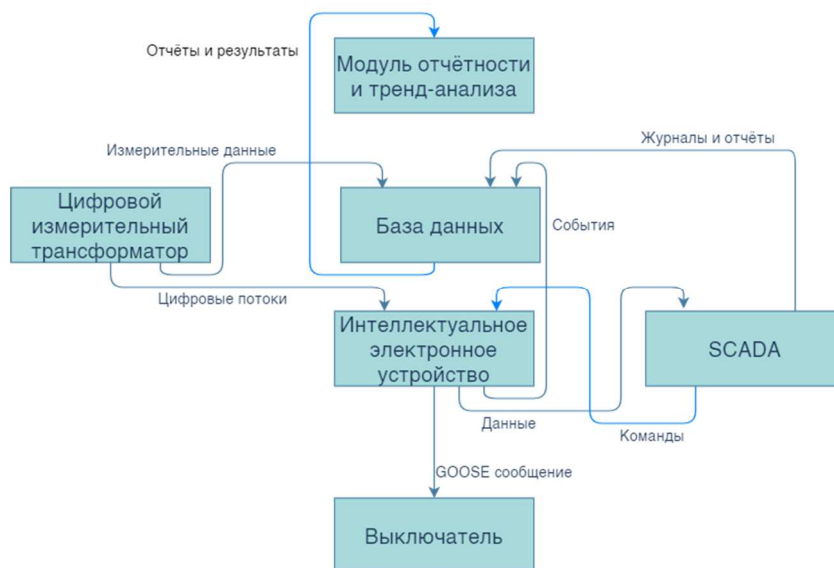 Отчёты и результаты
Модуль отчётности
и тренд-анализа
Журналы и отчёты
Измерительные данные
Цифровой
измерительный
трансформатор
База данных
События
Цифровые потоки
Интеллектуальное
электронное
устройство
SCADA
Данные
Команды
GOOSE сообщение
Выключатель